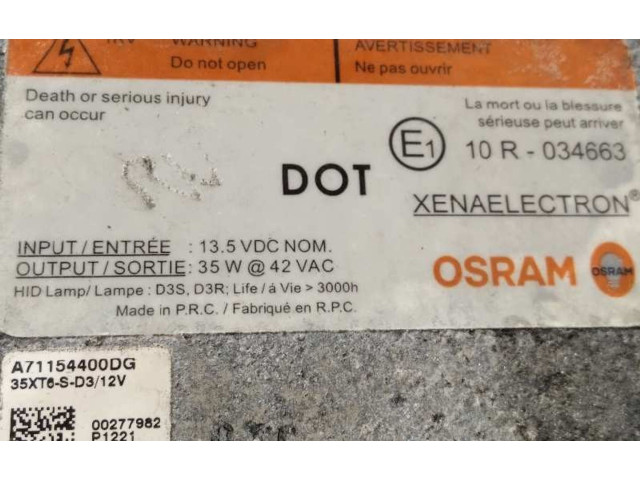 WARNING
Do not open
AVERTISSEMENT
Ne pas ouvrir
Death or serious injury
can occur
La mort ou la blessure
sérieuse peut arriver
E1
10 R - 034663
DOT
XENAELECTRON®
INPUT / ENTRÉE : 13.5 VDC NOM.
OUTPUT / SORTIE: 35 W @ 42 VAC
HID Lamp/ Lampe : D3S, D3R; Life / á Vie > 3000h
Made in P.R.C. / Fabriqué en R.P.C.
OSRAM
OSRAM
A71154400DG
35XT6-S-D3/12V
00277982
P1221